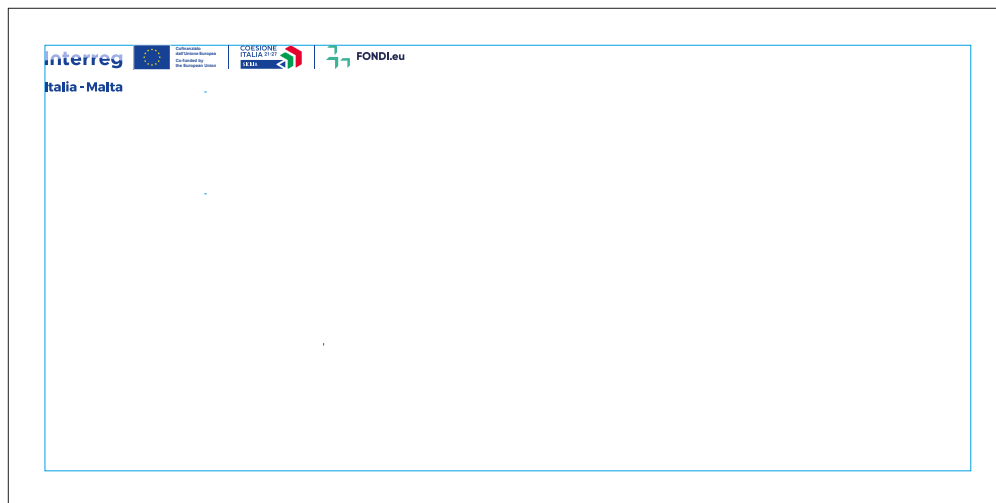 Interreg
Cofinanziato
dall'Unione Europea
Co-funded by
the European Union
COESIONE
ITALIA 21-27
SICILIA
FONDI.eu
Italia - Malta